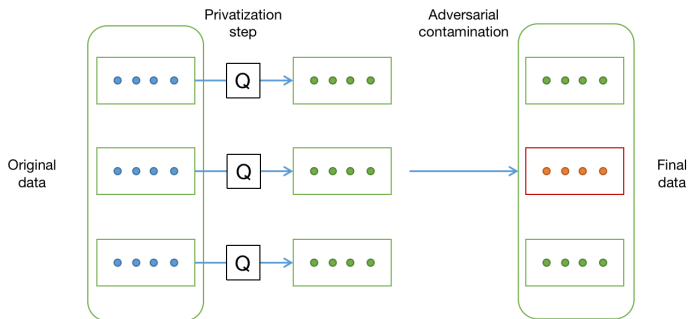 Privatization
step
Adversarial
contamination
Q
Original
data
Q
Final
data
Q